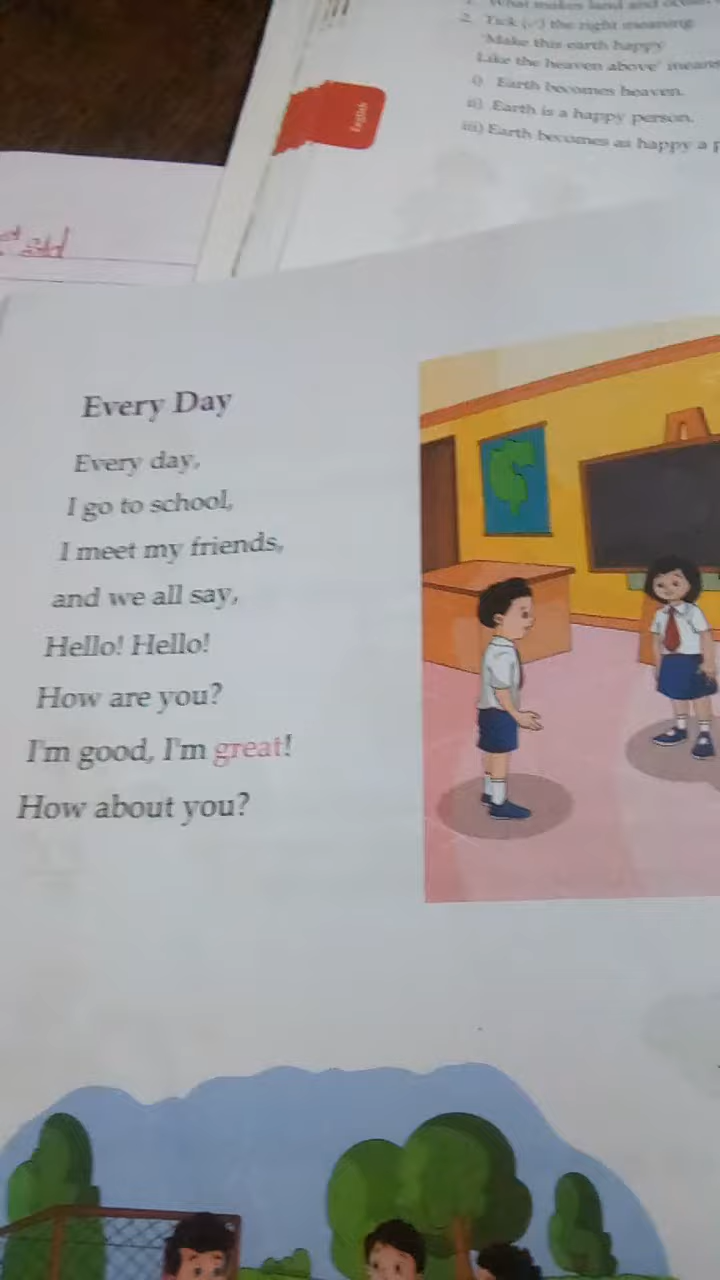 2. Tick (✓) the right meaning.
'Make this earth happy
Like the heaven above' means
i) Earth becomes heaven.
ii) Earth is a happy person.
iii) Earth becomes as happy a
English
Every Day
Every day,
I go to school,
I meet my friends,
and we all say,
Hello! Hello!
How are you?
I'm good, I'm great!
How about you?